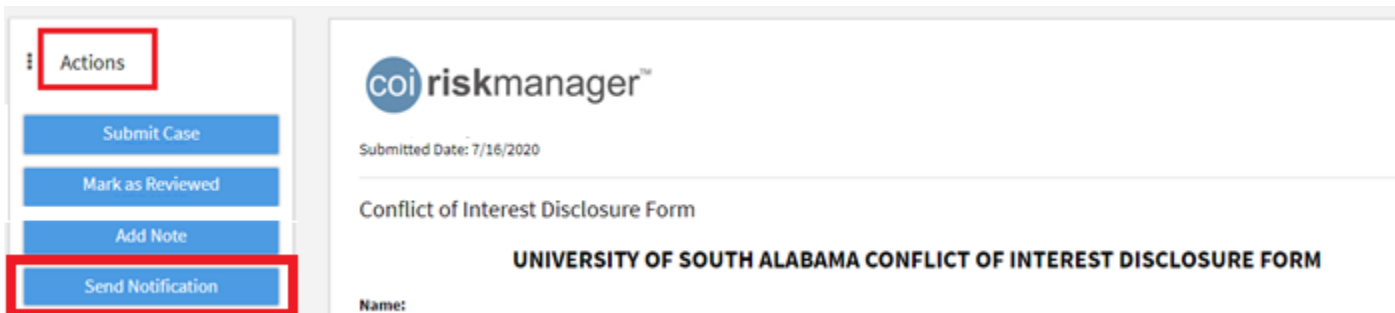 Actions
Submit Case
Mark as Reviewed
Add Note
Send Notification
coi riskmanager™
Submitted Date: 7/16/2020
Conflict of Interest Disclosure Form
UNIVERSITY OF SOUTH ALABAMA CONFLICT OF INTEREST DISCLOSURE FORM
Name: